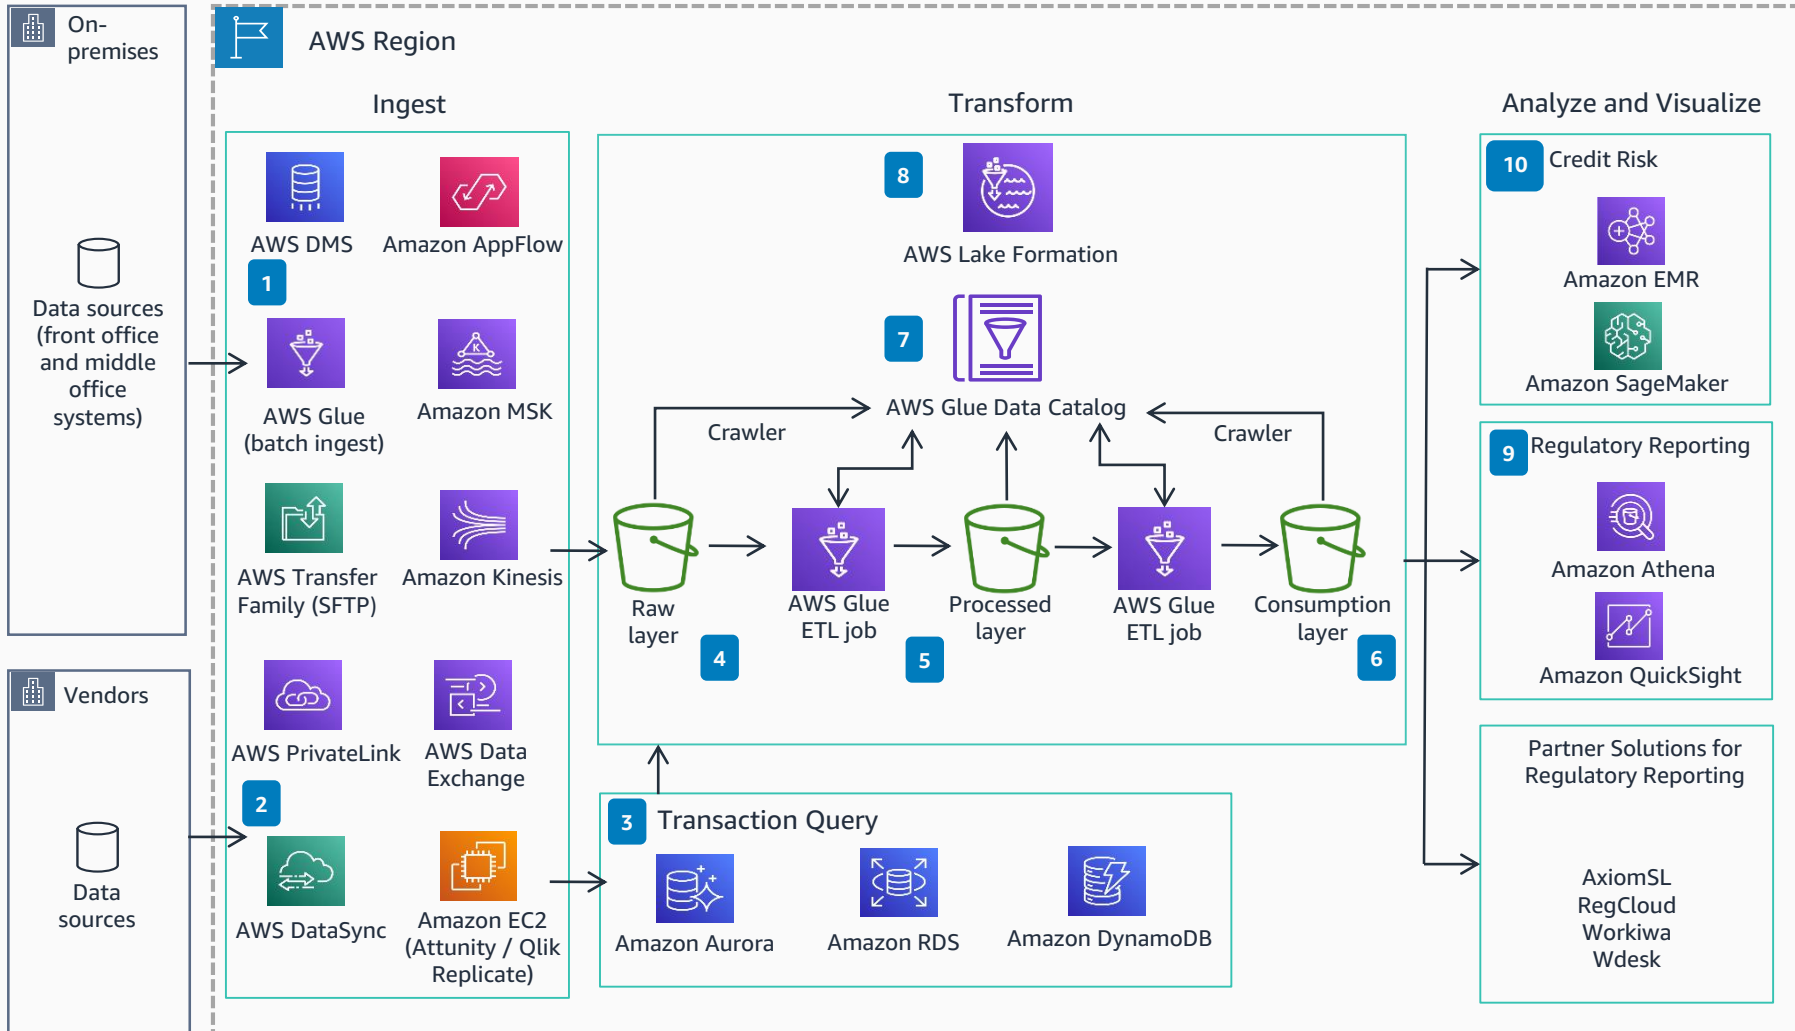 On-
premises
Data sources
(front office
and middle
office
systems)
Vendors
Data
sources
AWS Region
Ingest
AWS DMS
Amazon AppFlow
1
AWS Glue
(batch ingest)
Amazon MSK
K
AWS Transfer
Family (SFTP)
Amazon Kinesis
AWS PrivateLink
AWS Data
Exchange
2
AWS DataSync
Amazon EC2
(Attunity / Qlik
Replicate)
Transform
8
AWS Lake Formation
7
AWS Glue Data Catalog
Crawler
Crawler
Raw
layer
4
AWS Glue
ETL job
5
Processed
layer
AWS Glue
ETL job
Consumption
layer
6
3
Transaction Query
Amazon Aurora
Amazon RDS
Amazon DynamoDB
Analyze and Visualize
10
Credit Risk
Amazon EMR
Amazon SageMaker
9
Regulatory Reporting
Amazon Athena
Amazon QuickSight
Partner Solutions for
Regulatory Reporting
AxiomSL
RegCloud
Workiwa
Wdesk